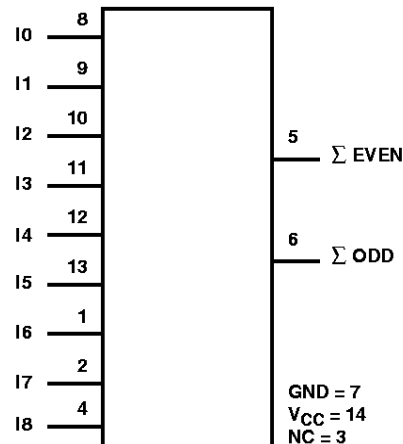 I0 8
I1 9
I2 10
I3 11
I4 12
I5 13
I6 1
I7 2
I8 4
5 Σ EVEN
6 Σ ODD
GND = 7
VCC = 14
NC = 3